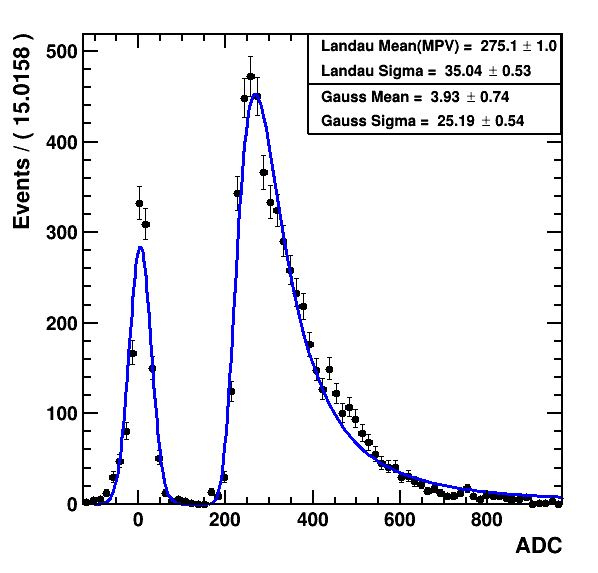 Events / ( 15.0158 )
500
400
300
200
100
0
Landau Mean(MPV) = 275.1 ± 1.0
Landau Sigma = 35.04 ± 0.53
Gauss Mean = 3.93 ± 0.74
Gauss Sigma = 25.19 ± 0.54
0 200 400 600 800
ADC